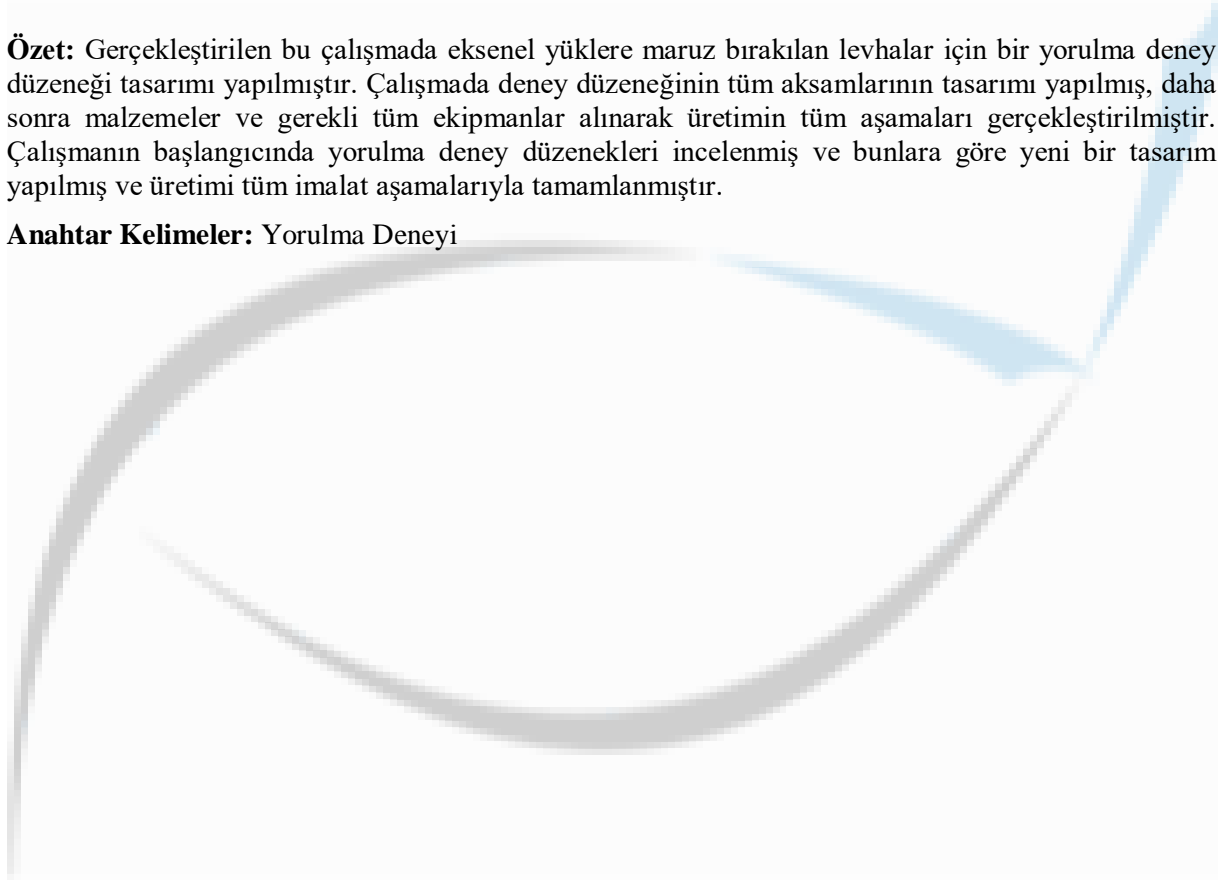 Özet: Gerçekleştirilen bu çalışmada eksenel yüklere maruz bırakılan levhalar için bir yorulma deney
düzeneği tasarımı yapılmıştır. Çalışmada deney düzeneğinin tüm aksamlarının tasarımı yapılmış, daha
sonra malzemeler ve gerekli tüm ekipmanlar alınarak üretimin tüm aşamaları gerçekleştirilmiştir.
Çalışmanın başlangıcında yorulma deney düzenekleri incelenmiş ve bunlara göre yeni bir tasarım
yapılmış ve üretimi tüm imalat aşamalarıyla tamamlanmıştır.
Anahtar Kelimeler: Yorulma Deneyi